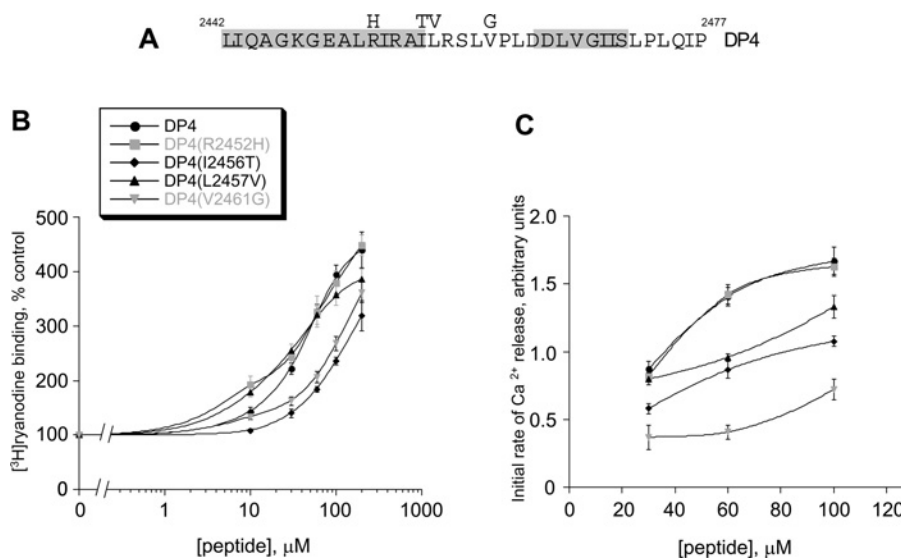 H TV G
2442 2477
A LIQAGKGEALRIRAILRSLVPLDDLVGIISLPLQIP DP4
B
DP4
DP4(R2452H)
DP4(I2456T)
DP4(L2457V)
DP4(V2461G)
[³H]ryanodine binding, % control
500
400
300
200
100
0
0 1 10 100 1000
[peptide], μM
C
Initial rate of Ca²⁺ release, arbitrary units
2.0
1.5
1.0
0.5
0
0 20 40 60 80 100 120
[peptide], μM